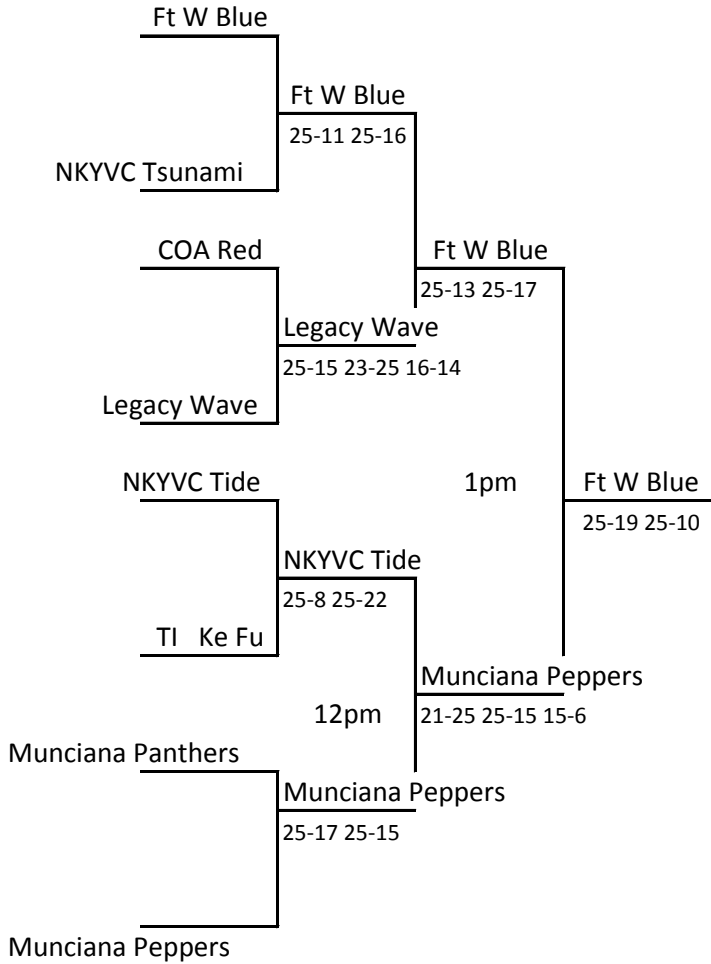 Ft W Blue
Ft W Blue
25-11 25-16
NKYVC Tsunami
COA Red
Ft W Blue
25-13 25-17
Legacy Wave
25-15 23-25 16-14
Legacy Wave
NKYVC Tide
1pm
Ft W Blue
25-19 25-10
NKYVC Tide
25-8 25-22
TI Ke Fu
Munciana Peppers
12pm
21-25 25-15 15-6
Munciana Panthers
Munciana Peppers
25-17 25-15
Munciana Peppers